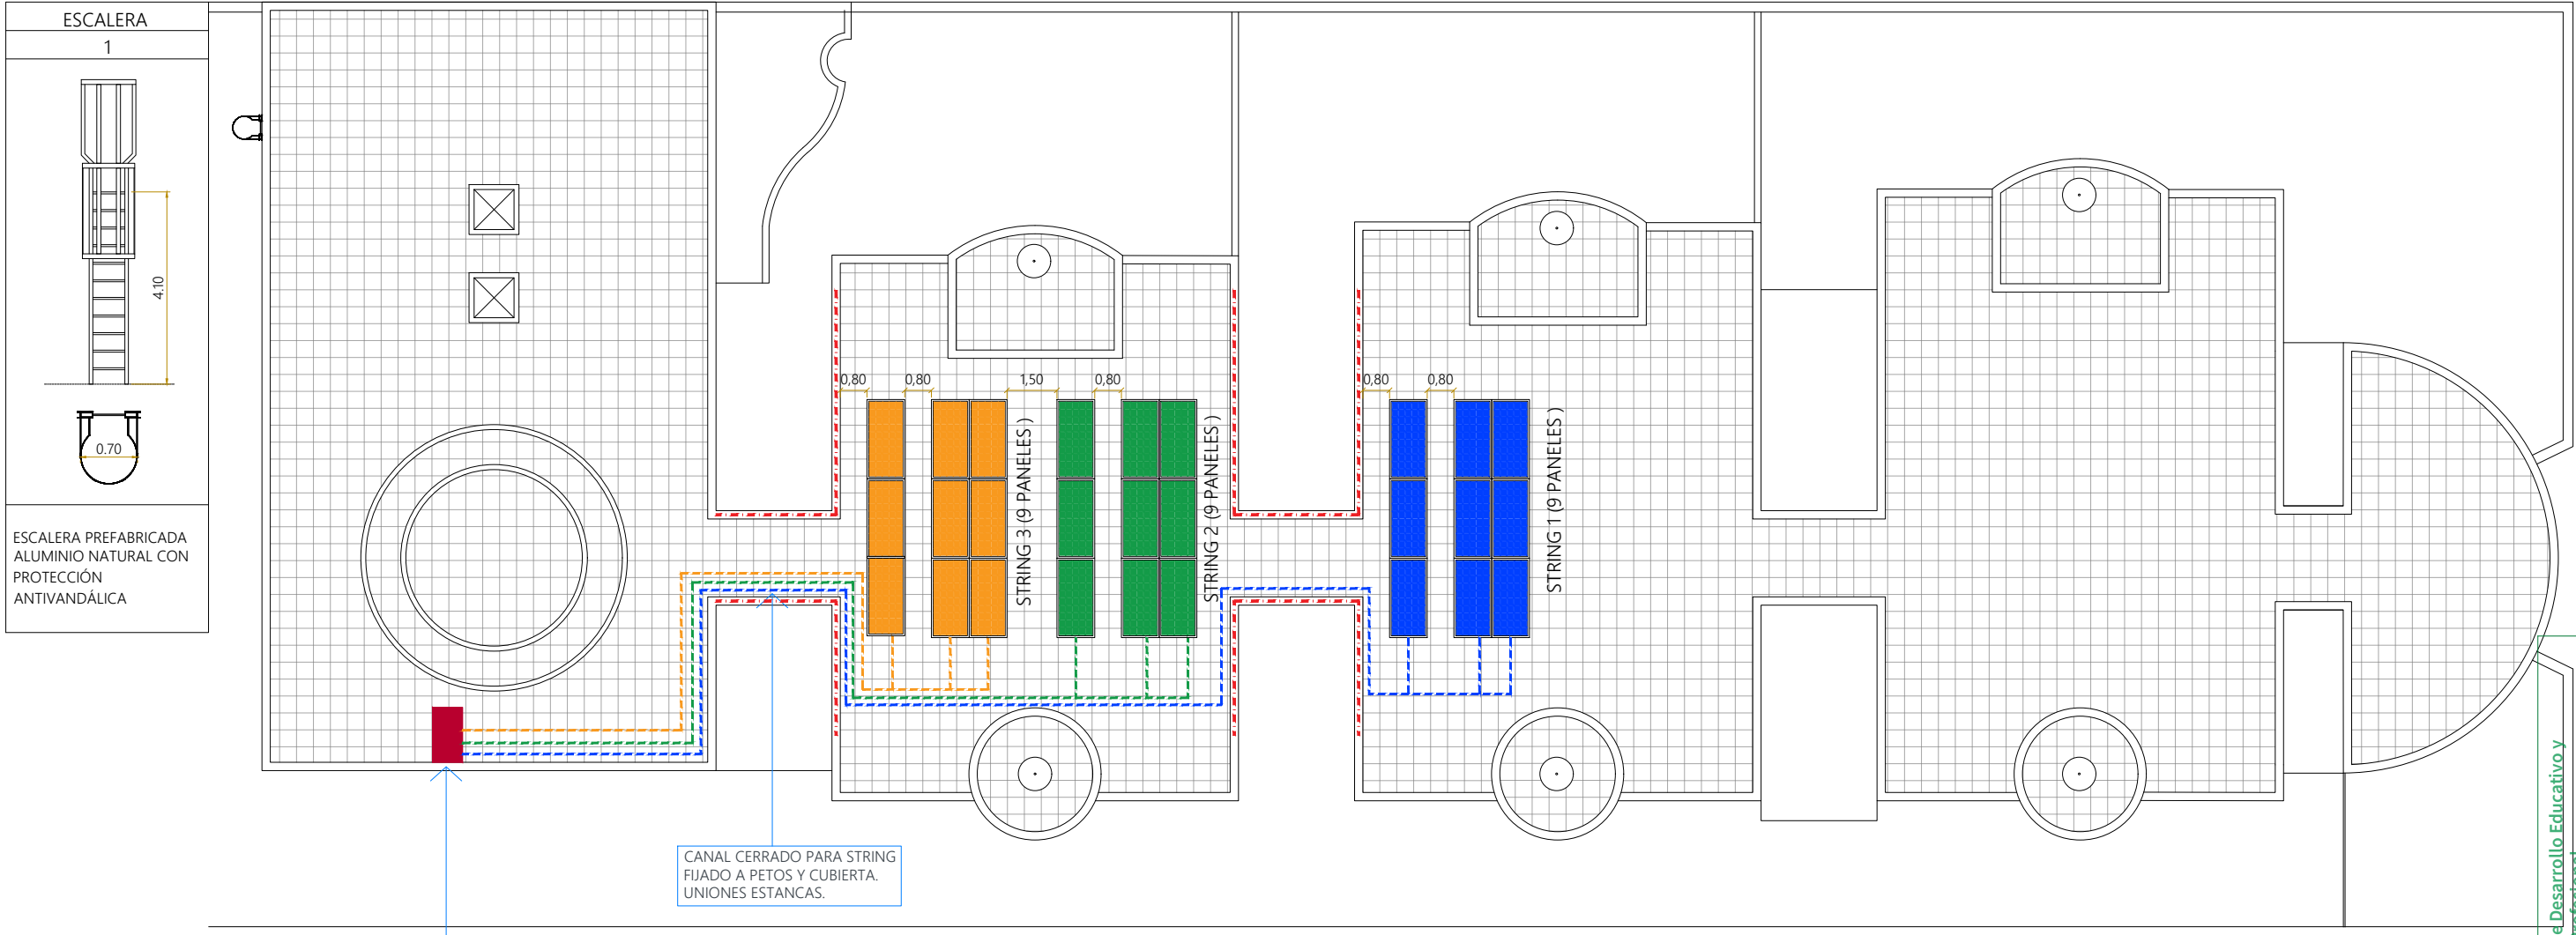 ESCALERA
1
4.10
0.70
ESCALERA PREFABRICADA
ALUMINIO NATURAL CON
PROTECCIÓN
ANTIVANDÁLICA
0,80
0,80
1,50
0,80
0,80
0,80
STRING 3 (9 PANELES )
STRING 2 (9 PANELES )
STRING 1 (9 PANELES )
CANAL CERRADO PARA STRING
FIJADO A PETOS Y CUBIERTA.
UNIONES ESTANCAS.
e Desarrollo Educativo y